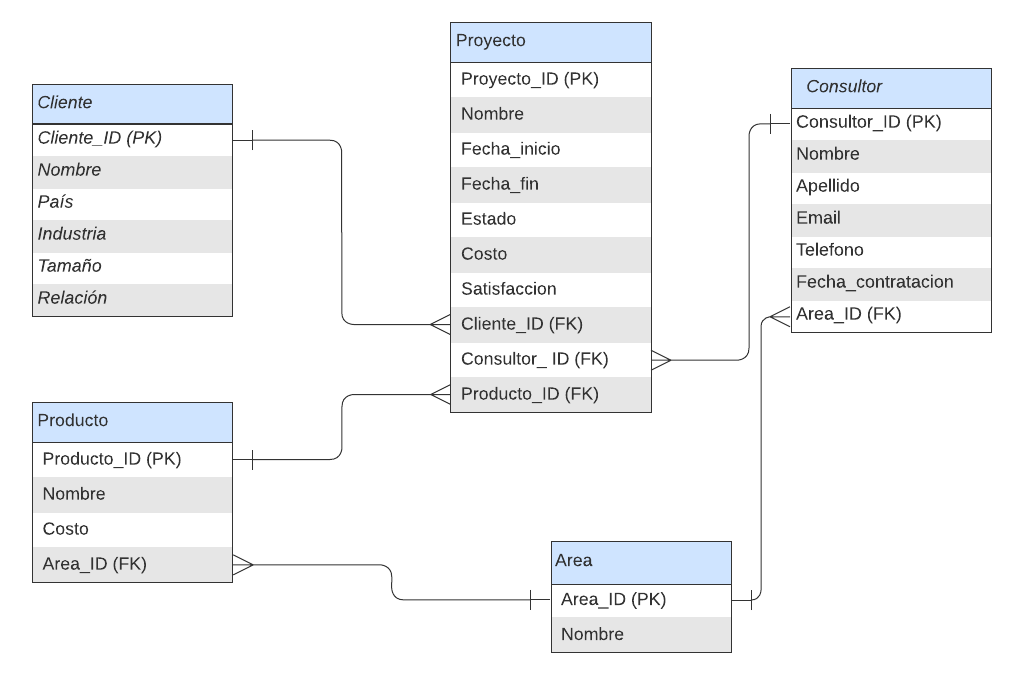 Cliente
Cliente_ID (PK)
Nombre
País
Industria
Tamaño
Relación
Proyecto
Proyecto_ID (PK)
Nombre
Fecha_inicio
Fecha_fin
Estado
Costo
Satisfaccion
Cliente_ID (FK)
Consultor_ ID (FK)
Producto_ID (FK)
Consultor
Consultor_ID (PK)
Nombre
Apellido
Email
Telefono
Fecha_contratacion
Area_ID (FK)
Producto
Producto_ID (PK)
Nombre
Costo
Area_ID (FK)
Area
Area_ID (PK)
Nombre